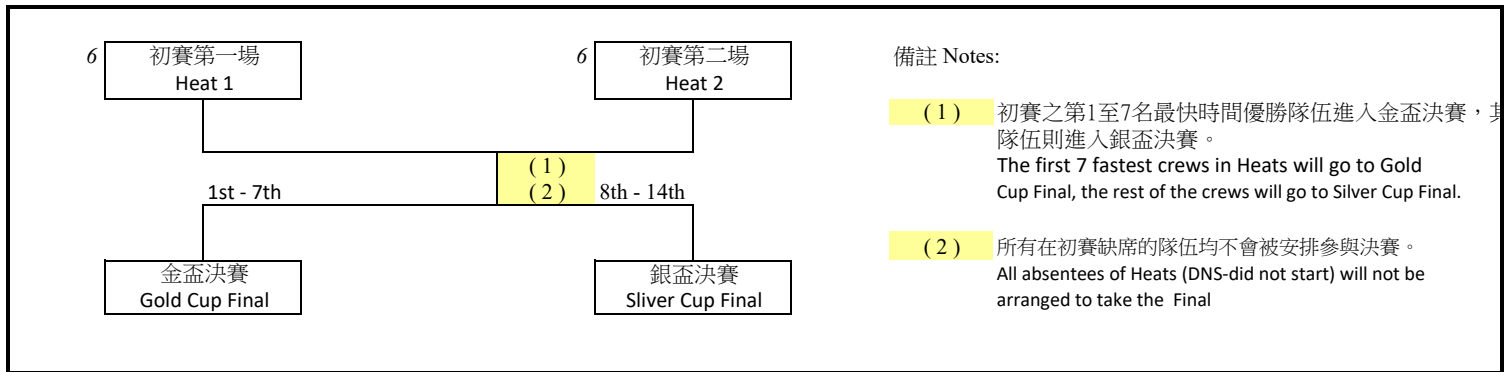 6
初賽第一場
Heat 1
6
初賽第二場
Heat 2
( 1 )
( 2 )
1st - 7th
8th - 14th
金盃決賽
Gold Cup Final
銀盃決賽
Sliver Cup Final
備註 Notes:
( 1 ) 初賽之第1至7名最快時間優勝隊伍進入金盃決賽，
隊伍則進入銀盃決賽。
The first 7 fastest crews in Heats will go to Gold
Cup Final, the rest of the crews will go to Silver Cup Final.
( 2 ) 所有在初賽缺席的隊伍均不會被安排參與決賽。
All absentees of Heats (DNS-did not start) will not be
arranged to take the Final